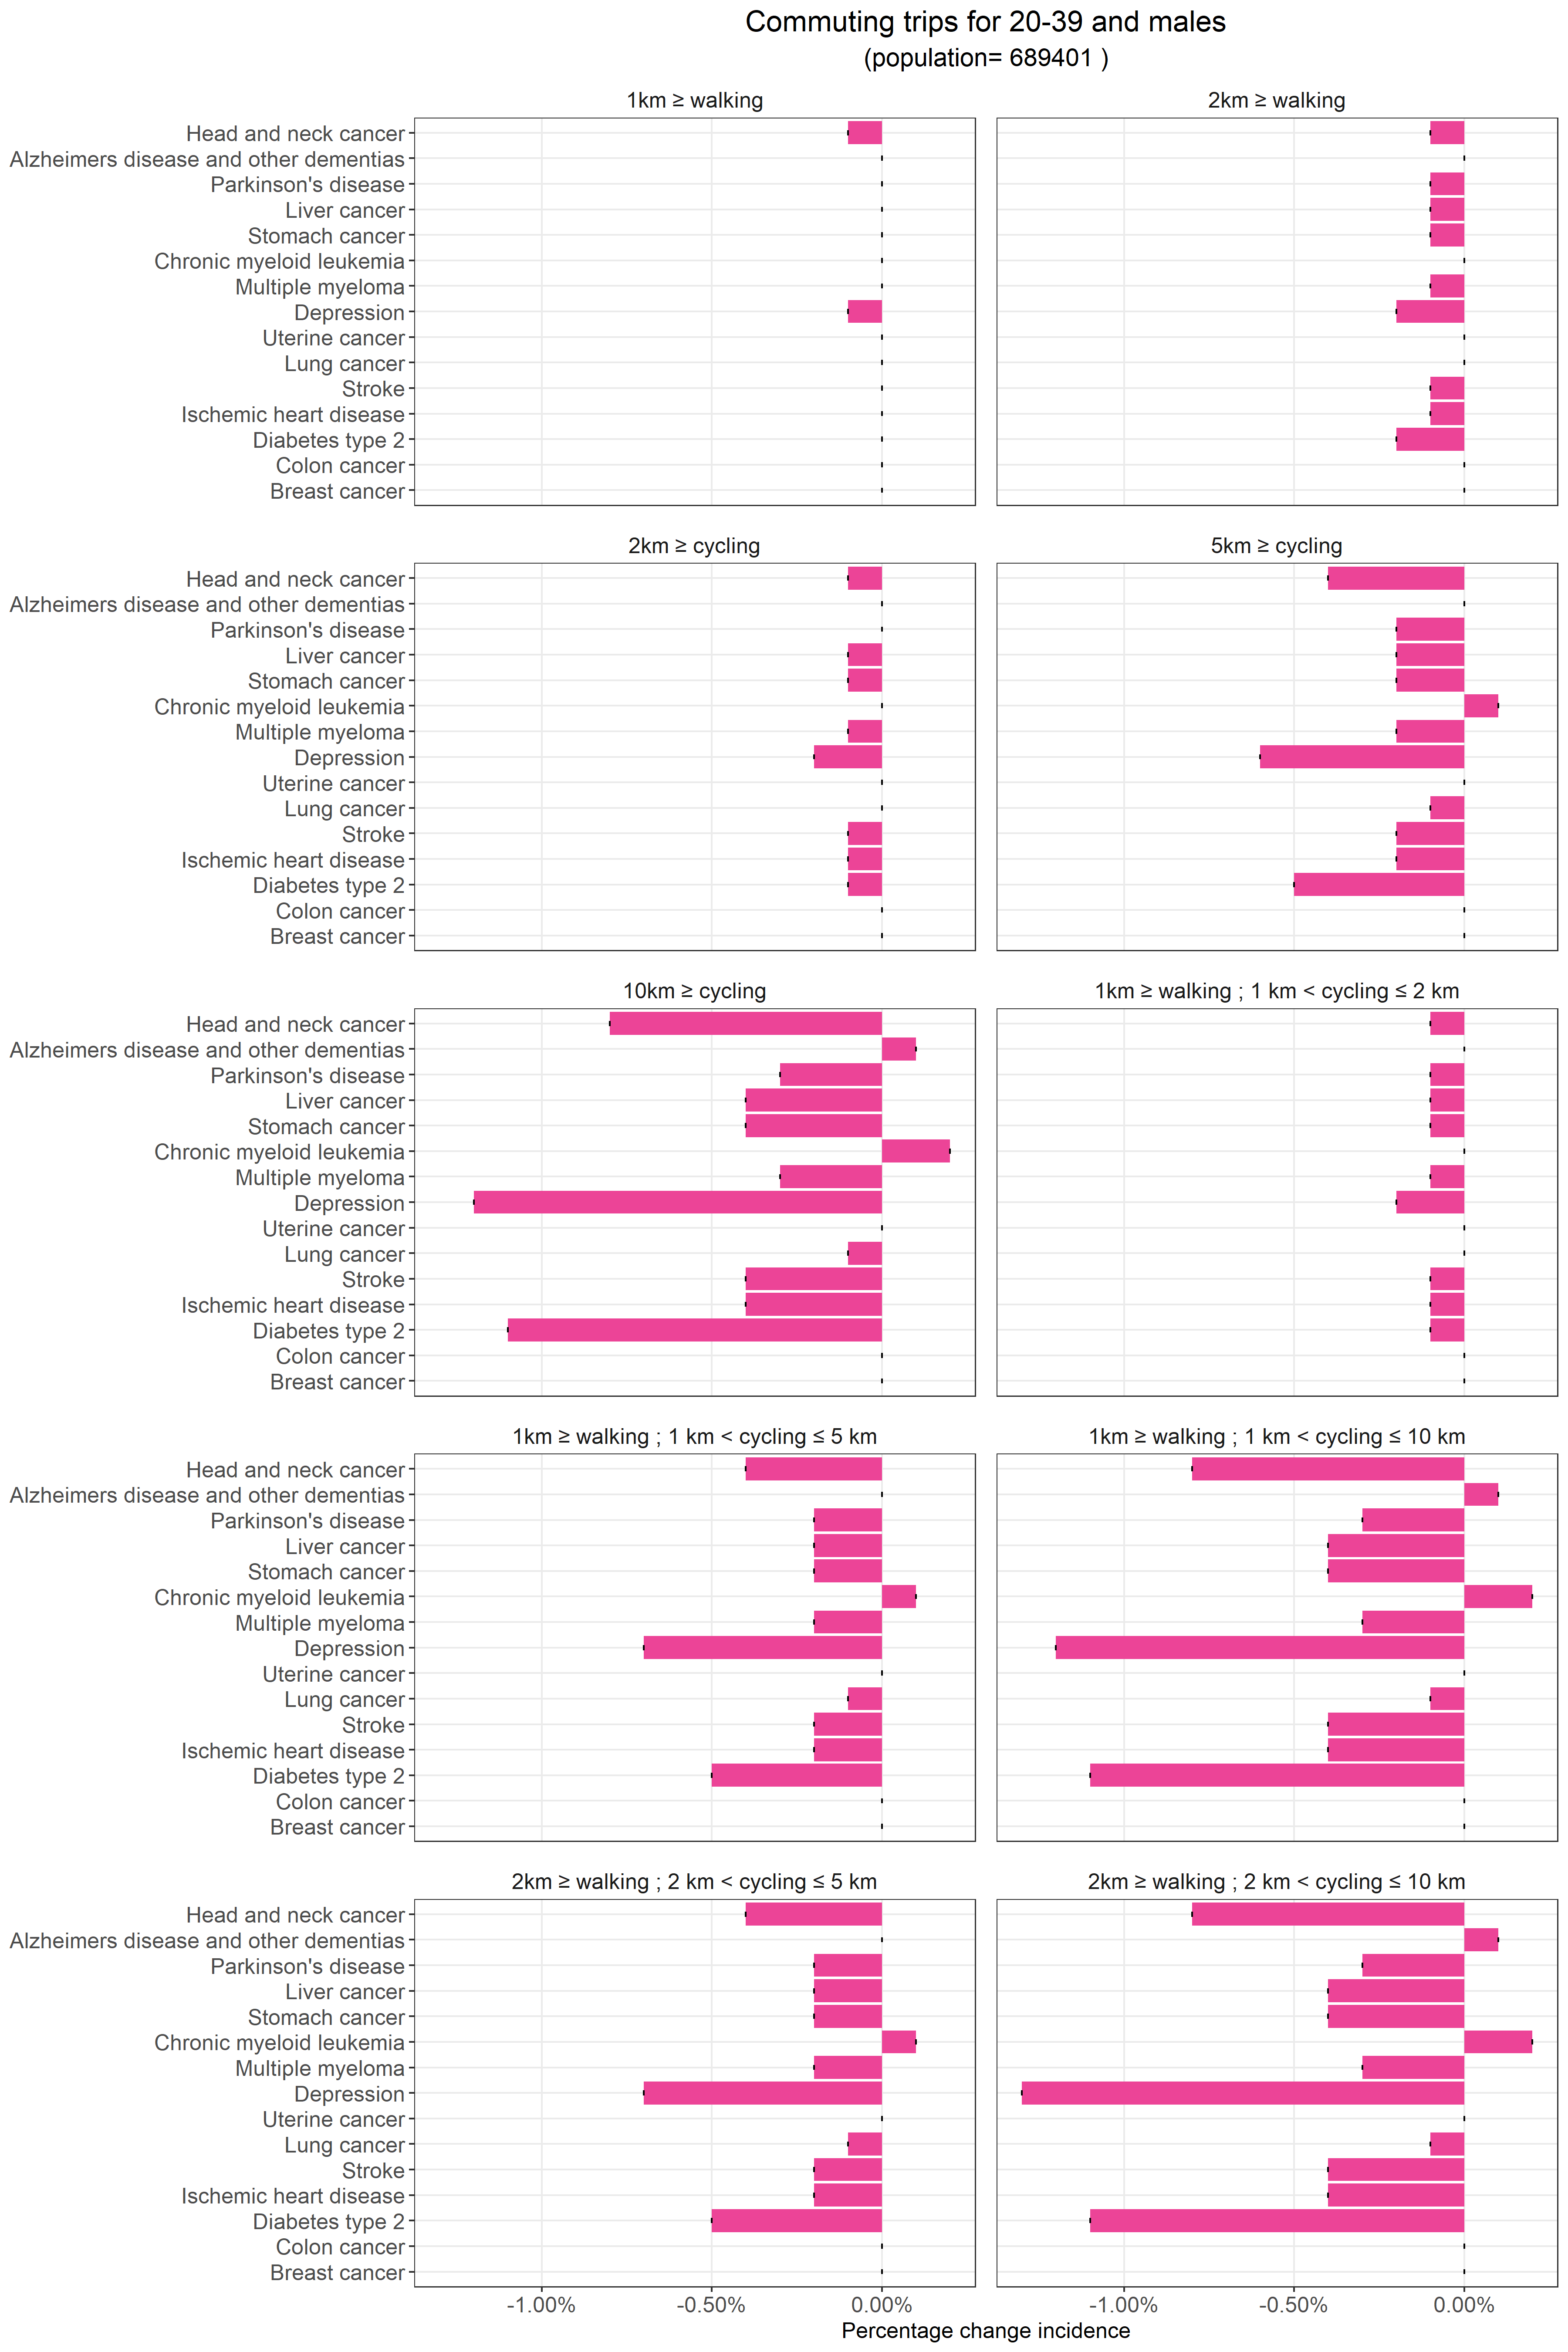 Commuting trips for 20-39 and males
(population= 689401 )
1km ≥ walking
2km ≥ walking
Head and neck cancer
Alzheimers disease and other dementias
Parkinson's disease
Liver cancer
Stomach cancer
Chronic myeloid leukemia
Multiple myeloma
Depression
Uterine cancer
Lung cancer
Stroke
Ischemic heart disease
Diabetes type 2
Colon cancer
Breast cancer
2km ≥ cycling
5km ≥ cycling
Head and neck cancer
Alzheimers disease and other dementias
Parkinson's disease
Liver cancer
Stomach cancer
Chronic myeloid leukemia
Multiple myeloma
Depression
Uterine cancer
Lung cancer
Stroke
Ischemic heart disease
Diabetes type 2
Colon cancer
Breast cancer
10km ≥ cycling
1km ≥ walking ; 1 km < cycling ≤ 2 km
Head and neck cancer
Alzheimers disease and other dementias
Parkinson's disease
Liver cancer
Stomach cancer
Chronic myeloid leukemia
Multiple myeloma
Depression
Uterine cancer
Lung cancer
Stroke
Ischemic heart disease
Diabetes type 2
Colon cancer
Breast cancer
1km ≥ walking ; 1 km < cycling ≤ 5 km
1km ≥ walking ; 1 km < cycling ≤ 10 km
Head and neck cancer
Alzheimers disease and other dementias
Parkinson's disease
Liver cancer
Stomach cancer
Chronic myeloid leukemia
Multiple myeloma
Depression
Uterine cancer
Lung cancer
Stroke
Ischemic heart disease
Diabetes type 2
Colon cancer
Breast cancer
2km ≥ walking ; 2 km < cycling ≤ 5 km
2km ≥ walking ; 2 km < cycling ≤ 10 km
Head and neck cancer
Alzheimers disease and other dementias
Parkinson's disease
Liver cancer
Stomach cancer
Chronic myeloid leukemia
Multiple myeloma
Depression
Uterine cancer
Lung cancer
Stroke
Ischemic heart disease
Diabetes type 2
Colon cancer
Breast cancer
-1.00% -0.50% 0.00% -1.00% -0.50% 0.00%
Percentage change incidence